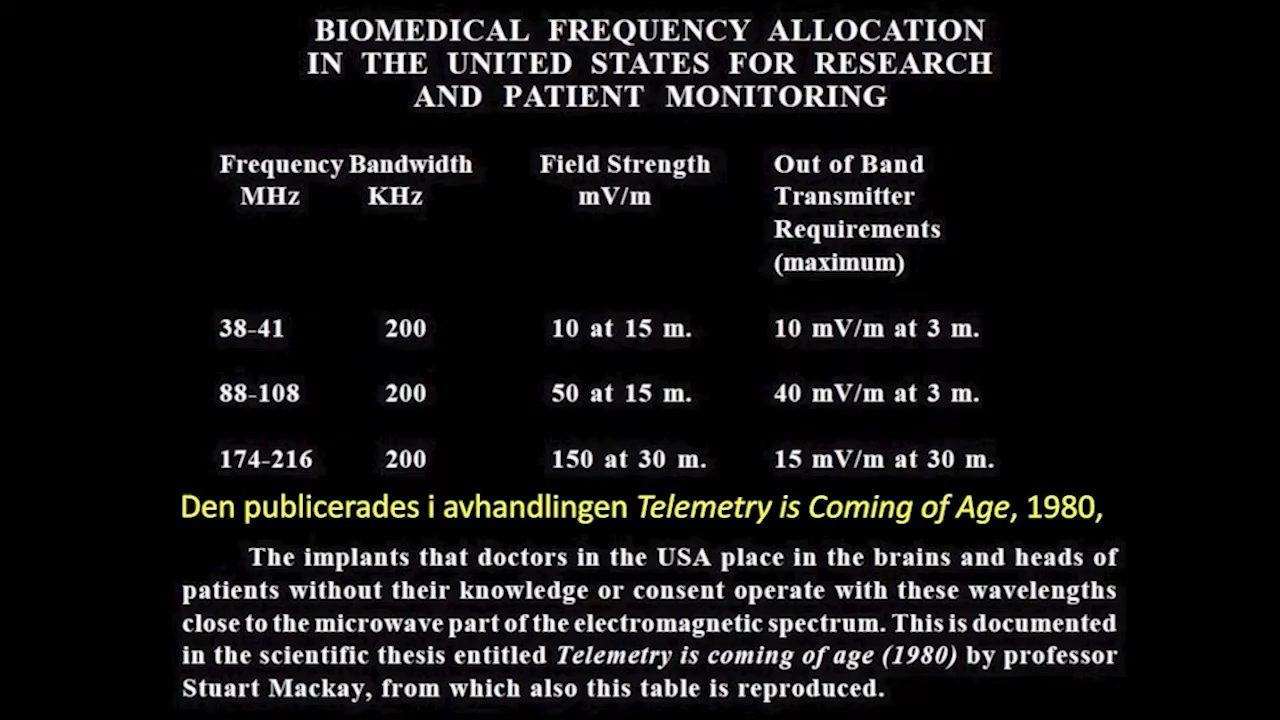 BIOMEDICAL FREQUENCY ALLOCATION
IN THE UNITED STATES FOR RESEARCH
AND PATIENT MONITORING
Frequency Bandwidth Field Strength Out of Band
MHz KHz mV/m Transmitter
Requirements
(maximum)
38-41 200 10 at 15 m. 10 mV/m at 3 m.
88-108 200 50 at 15 m. 40 mV/m at 3 m.
174-216 200 150 at 30 m. 15 mV/m at 30 m.
Den publicerades i avhandlingen Telemetry is Coming of Age, 1980,
The implants that doctors in the USA place in the brains and heads of
patients without their knowledge or consent operate with these wavelengths
close to the microwave part of the electromagnetic spectrum. This is documented
in the scientific thesis entitled Telemetry is coming of age (1980) by professor
Stuart Mackay, from which also this table is reproduced.